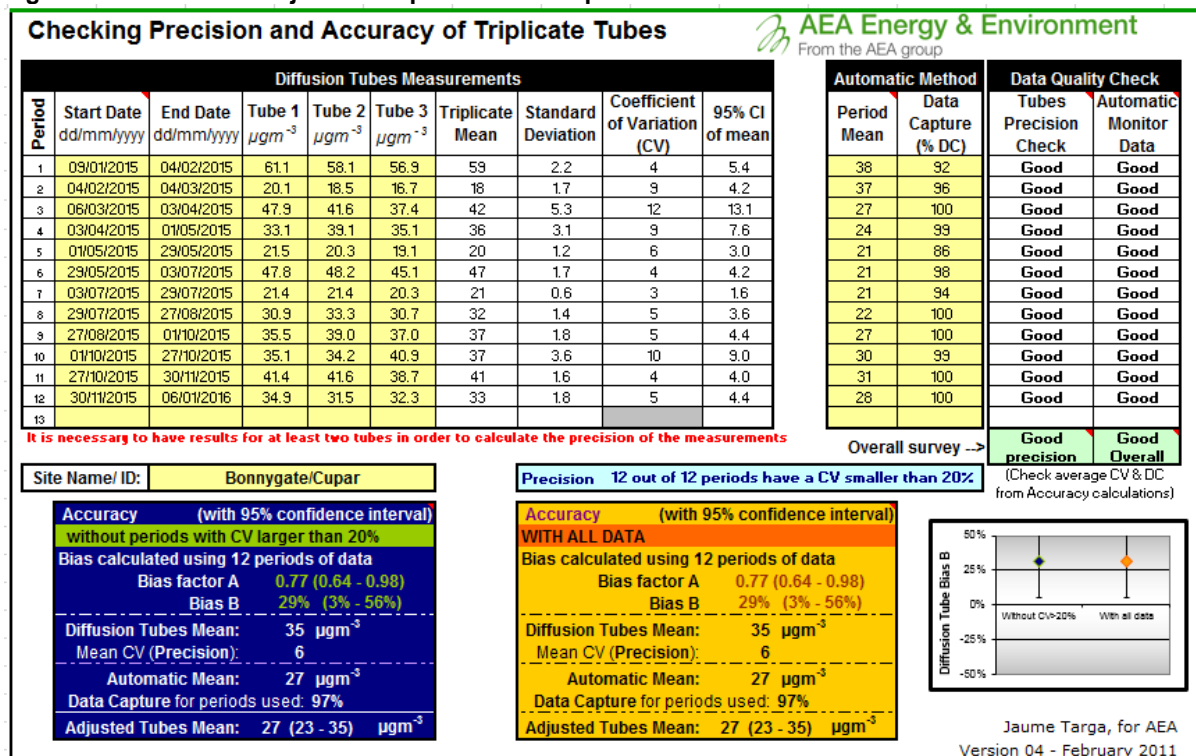 Checking Precision and Accuracy of Triplicate Tubes
AEA Energy & Environment
From the AEA group
Diffusion Tubes Measurements
Automatic Method
Data Quality Check
Period
Start Date dd/mm/yyyy
End Date dd/mm/yyyy
Tube 1 µgm-3
Tube 2 µgm-3
Tube 3 µgm-3
Triplicate Mean
Standard Deviation
Coefficient of Variation (CV)
95% CI of mean
Period Mean
Data Capture (% DC)
Tubes Precision Check
Automatic Monitor Data
1 09/01/2015 04/02/2015 61.1 58.1 56.9 59 2.2 4 5.4 38 92 Good Good
2 04/02/2015 04/03/2015 20.1 18.5 16.7 18 1.7 9 4.2 37 96 Good Good
3 06/03/2015 03/04/2015 47.9 41.6 37.4 42 5.3 12 13.1 27 100 Good Good
4 03/04/2015 01/05/2015 33.1 39.1 35.1 36 3.1 9 7.6 24 99 Good Good
5 01/05/2015 29/05/2015 21.5 20.3 19.1 20 1.2 6 3.0 21 86 Good Good
6 29/05/2015 03/07/2015 47.8 48.2 45.1 47 1.7 4 4.2 21 98 Good Good
7 03/07/2015 29/07/2015 21.4 21.4 20.3 21 0.6 3 1.6 21 94 Good Good
8 29/07/2015 27/08/2015 30.9 33.3 30.7 32 1.4 5 3.6 22 100 Good Good
9 27/08/2015 01/10/2015 35.5 39.0 37.0 37 1.8 5 4.4 27 100 Good Good
10 01/10/2015 27/10/2015 35.1 34.2 40.9 37 3.6 10 9.0 30 99 Good Good
11 27/10/2015 30/11/2015 41.4 41.6 38.7 41 1.6 4 4.0 31 100 Good Good
12 30/11/2015 06/01/2016 34.9 31.5 32.3 33 1.8 5 4.4 28 100 Good Good
13
It is necessary to have results for at least two tubes in order to calculate the precision of the measurements
Overall survey --> Good precision Good Overall
(Check average CV & DC from Accuracy calculations)
Site Name/ ID: Bonnygate/Cupar
Precision 12 out of 12 periods have a CV smaller than 20%
Accuracy (with 95% confidence interval)
without periods with CV larger than 20%
Bias calculated using 12 periods of data
Bias factor A 0.77 (0.64 - 0.98)
Bias B 29% (3% - 56%)
Diffusion Tubes Mean: 35 µgm-3
Mean CV (Precision): 6
Automatic Mean: 27 µgm-3
Data Capture for periods used: 97%
Adjusted Tubes Mean: 27 (23 - 35) µgm-3
Accuracy (with 95% confidence interval)
WITH ALL DATA
Bias calculated using 12 periods of data
Bias factor A 0.77 (0.64 - 0.98)
Bias B 29% (3% - 56%)
Diffusion Tubes Mean: 35 µgm-3
Mean CV (Precision): 6
Automatic Mean: 27 µgm-3
Data Capture for periods used: 97%
Adjusted Tubes Mean: 27 (23 - 35) µgm-3
Diffusion Tube Bias B
50%
25%
0%
-25%
-50%
Without CV>20%
With all data
Jaume Targa, for AEA
Version 04 - February 2011